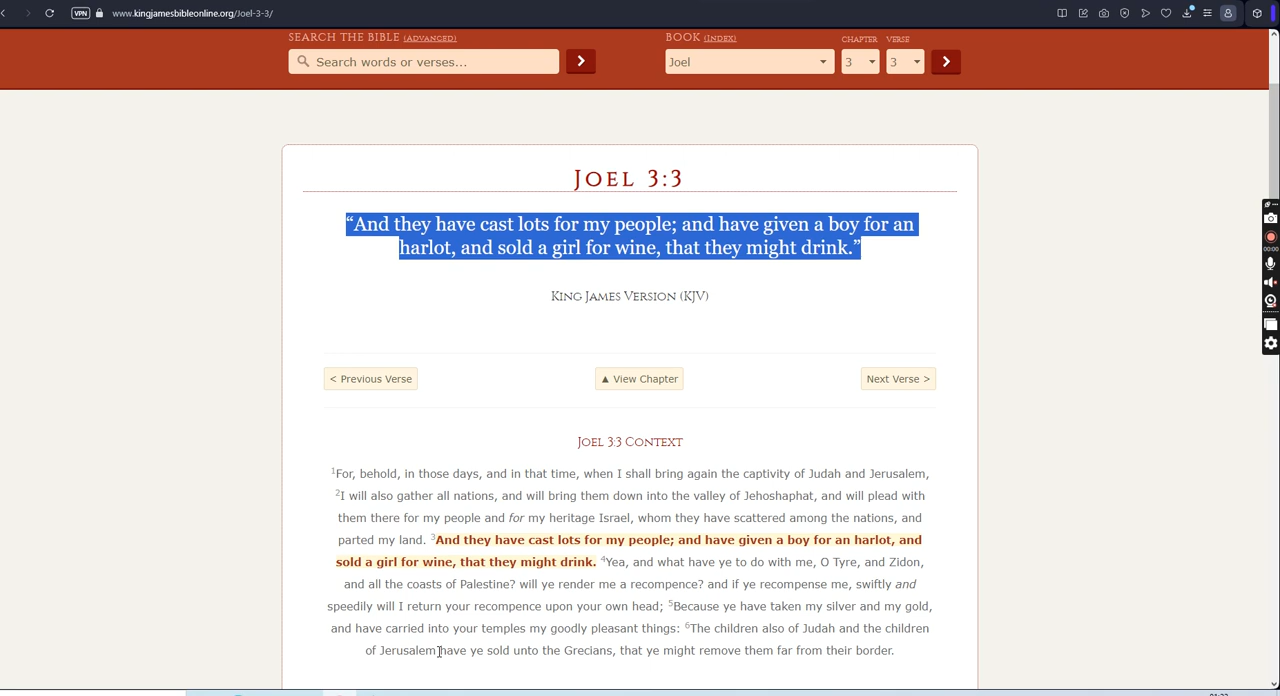 VPN www.kingjamesbibleonline.org/Joel-3-3/
SEARCH THE BIBLE (ADVANCED) BOOK (INDEX) CHAPTER VERSE
Search words or verses... Joel 3 3
JOEL 3:3
“And they have cast lots for my people; and have given a boy for an
harlot, and sold a girl for wine, that they might drink.”
KING JAMES VERSION (KJV)
< Previous Verse ▲ View Chapter Next Verse >
JOEL 3:3 CONTEXT
1For, behold, in those days, and in that time, when I shall bring again the captivity of Judah and Jerusalem,
2I will also gather all nations, and will bring them down into the valley of Jehoshaphat, and will plead with
them there for my people and for my heritage Israel, whom they have scattered among the nations, and
parted my land. 3And they have cast lots for my people; and have given a boy for an harlot, and
sold a girl for wine, that they might drink. 4Yea, and what have ye to do with me, O Tyre, and Zidon,
and all the coasts of Palestine? will ye render me a recompence? and if ye recompense me, swiftly and
speedily will I return your recompence upon your own head; 5Because ye have taken my silver and my gold,
and have carried into your temples my goodly pleasant things: 6The children also of Judah and the children
of Jerusalem have ye sold unto the Grecians, that ye might remove them far from their border.
00:00